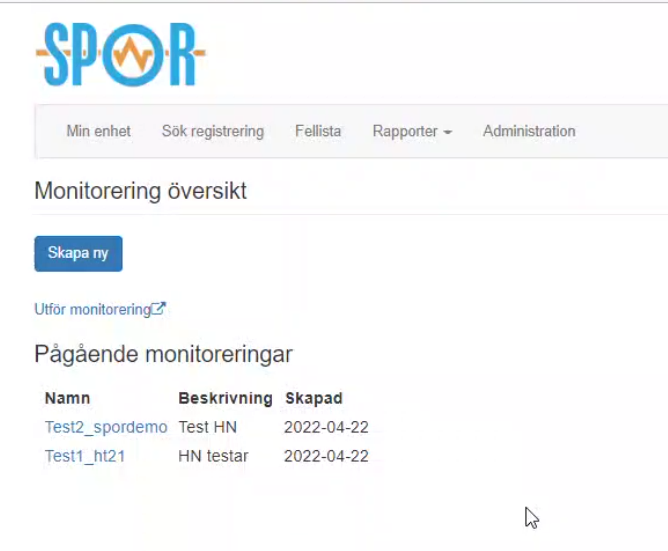 SPOR
Min enhet Sök registrering Fellista Rapporter Administration
Monitorering översikt
Skapa ny
Utför monitorering
Pågående monitoreringar
Namn Beskrivning Skapad
Test2_spordemo Test HN 2022-04-22
Test1_ht21 HN testar 2022-04-22